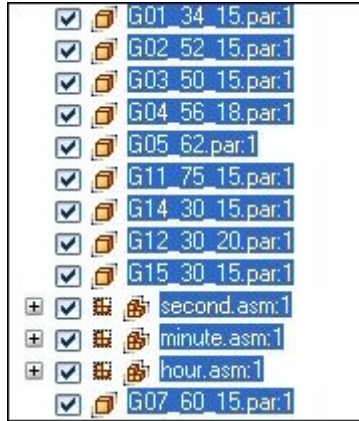 G01_34_15.par:1
G02_52_15.par:1
G03_50_15.par:1
G04_56_18.par:1
G05_62.par:1
G11_75_15.par:1
G14_30_15.par:1
G12_30_20.par:1
G15_30_15.par:1
second.asm:1
minute.asm:1
hour.asm:1
G07_60_15.par:1